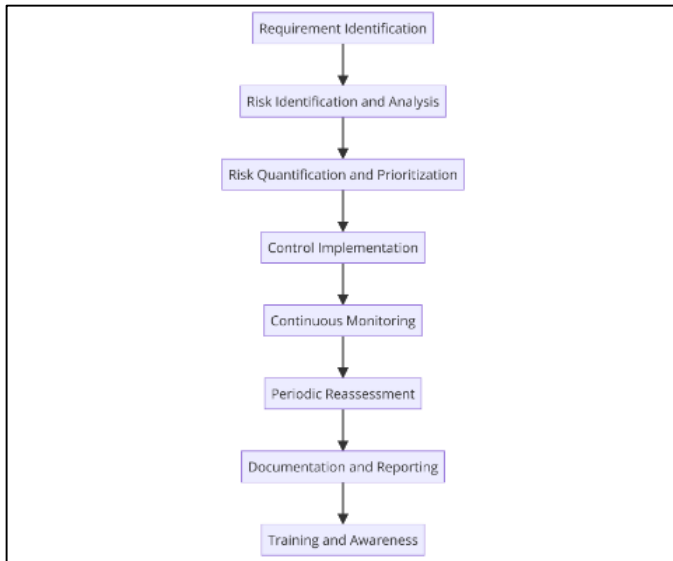 Requirement Identification
Risk Identification and Analysis
Risk Quantification and Prioritization
Control Implementation
Continuous Monitoring
Periodic Reassessment
Documentation and Reporting
Training and Awareness